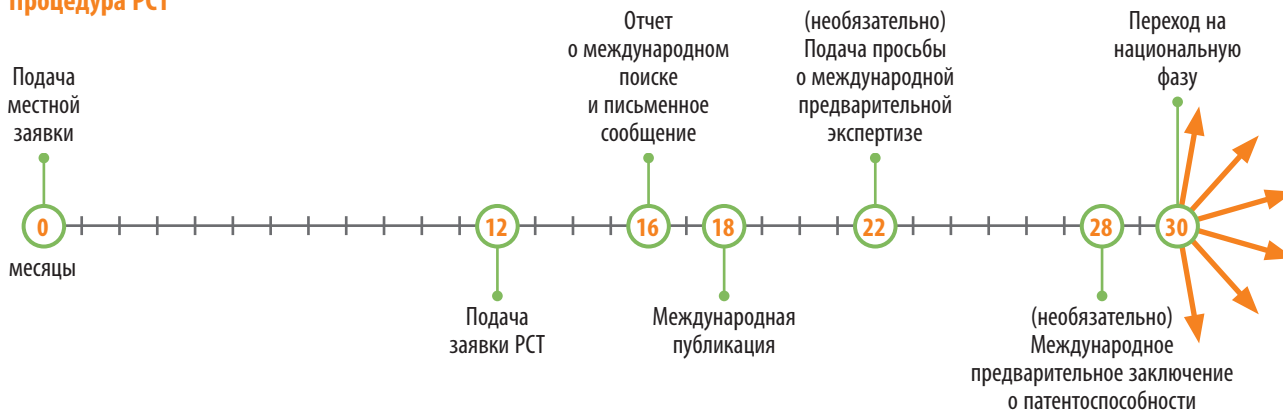 Процедура PCT
Подача
местной
заявки
Отчет
о международном
поиске
и письменное
сообщение
(необязательно)
Подача просьбы
о международной
предварительной
экспертизе
Переход на
национальную
фазу
0
12
16
18
22
28
30
месяцы
Подача
заявки PCT
Международная
публикация
(необязательно)
Международное
предварительное заключение
о патентоспособности